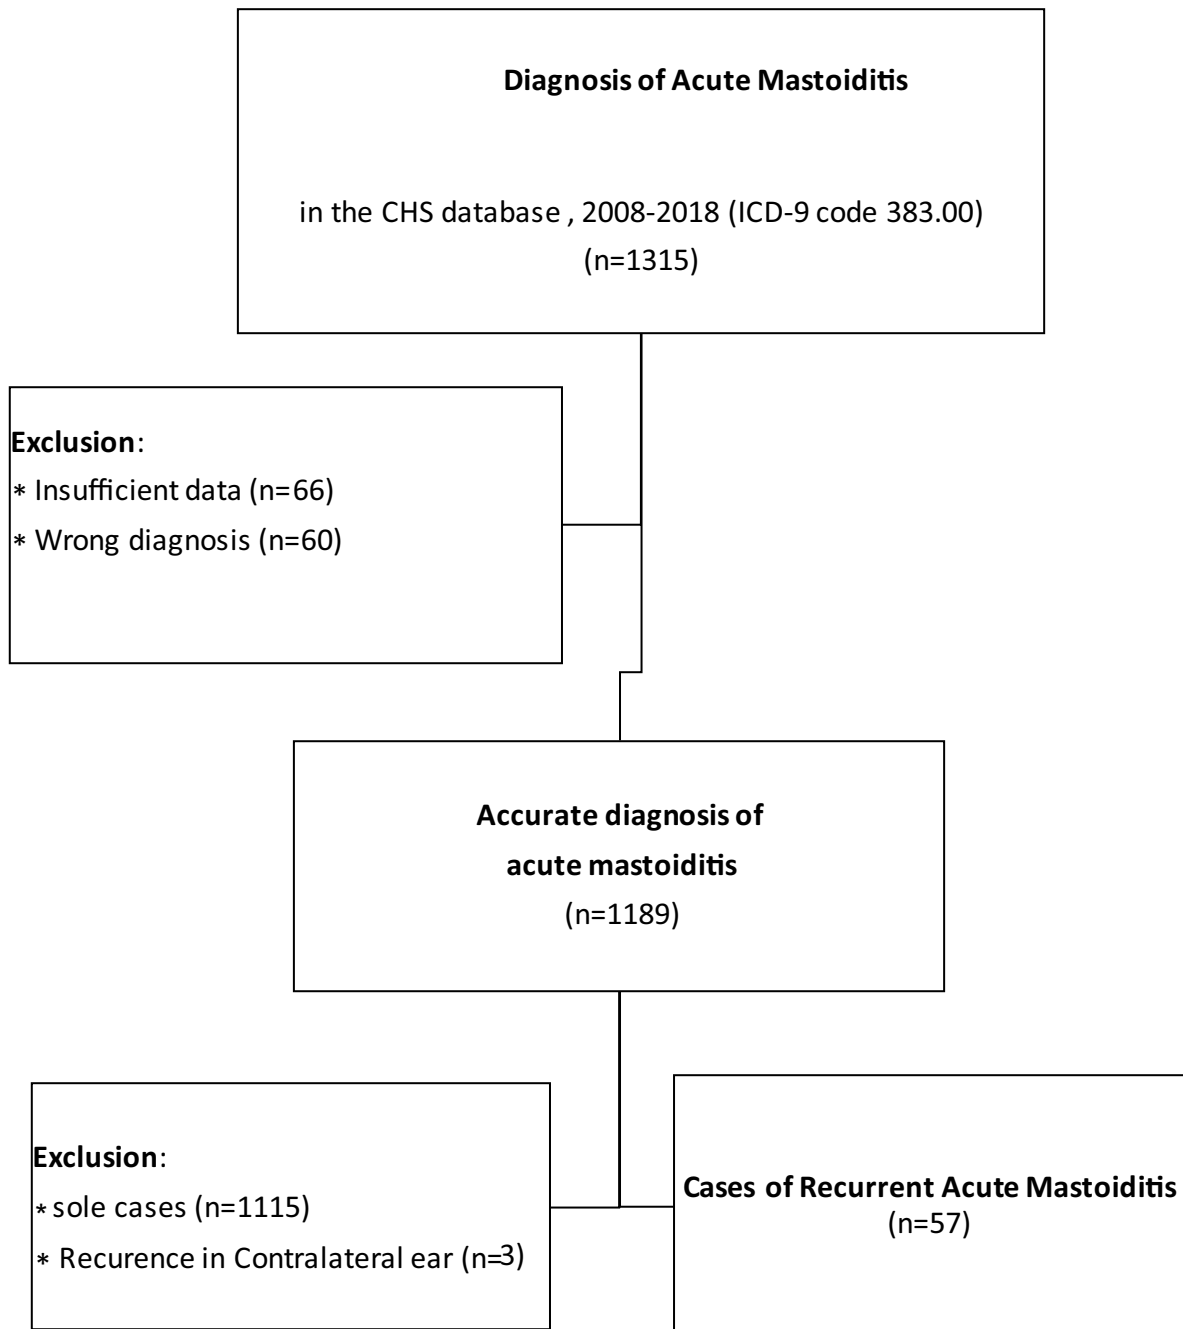 Diagnosis of Acute Mastoiditis
in the CHS database , 2008-2018 (ICD-9 code 383.00)
(n=1315)
Exclusion:
* Insufficient data (n=66)
* Wrong diagnosis (n=60)
Accurate diagnosis of
acute mastoiditis
(n=1189)
Exclusion:
* sole cases (n=1115)
* Recurence in Contralateral ear (n=3)
Cases of Recurrent Acute Mastoiditis
(n=57)